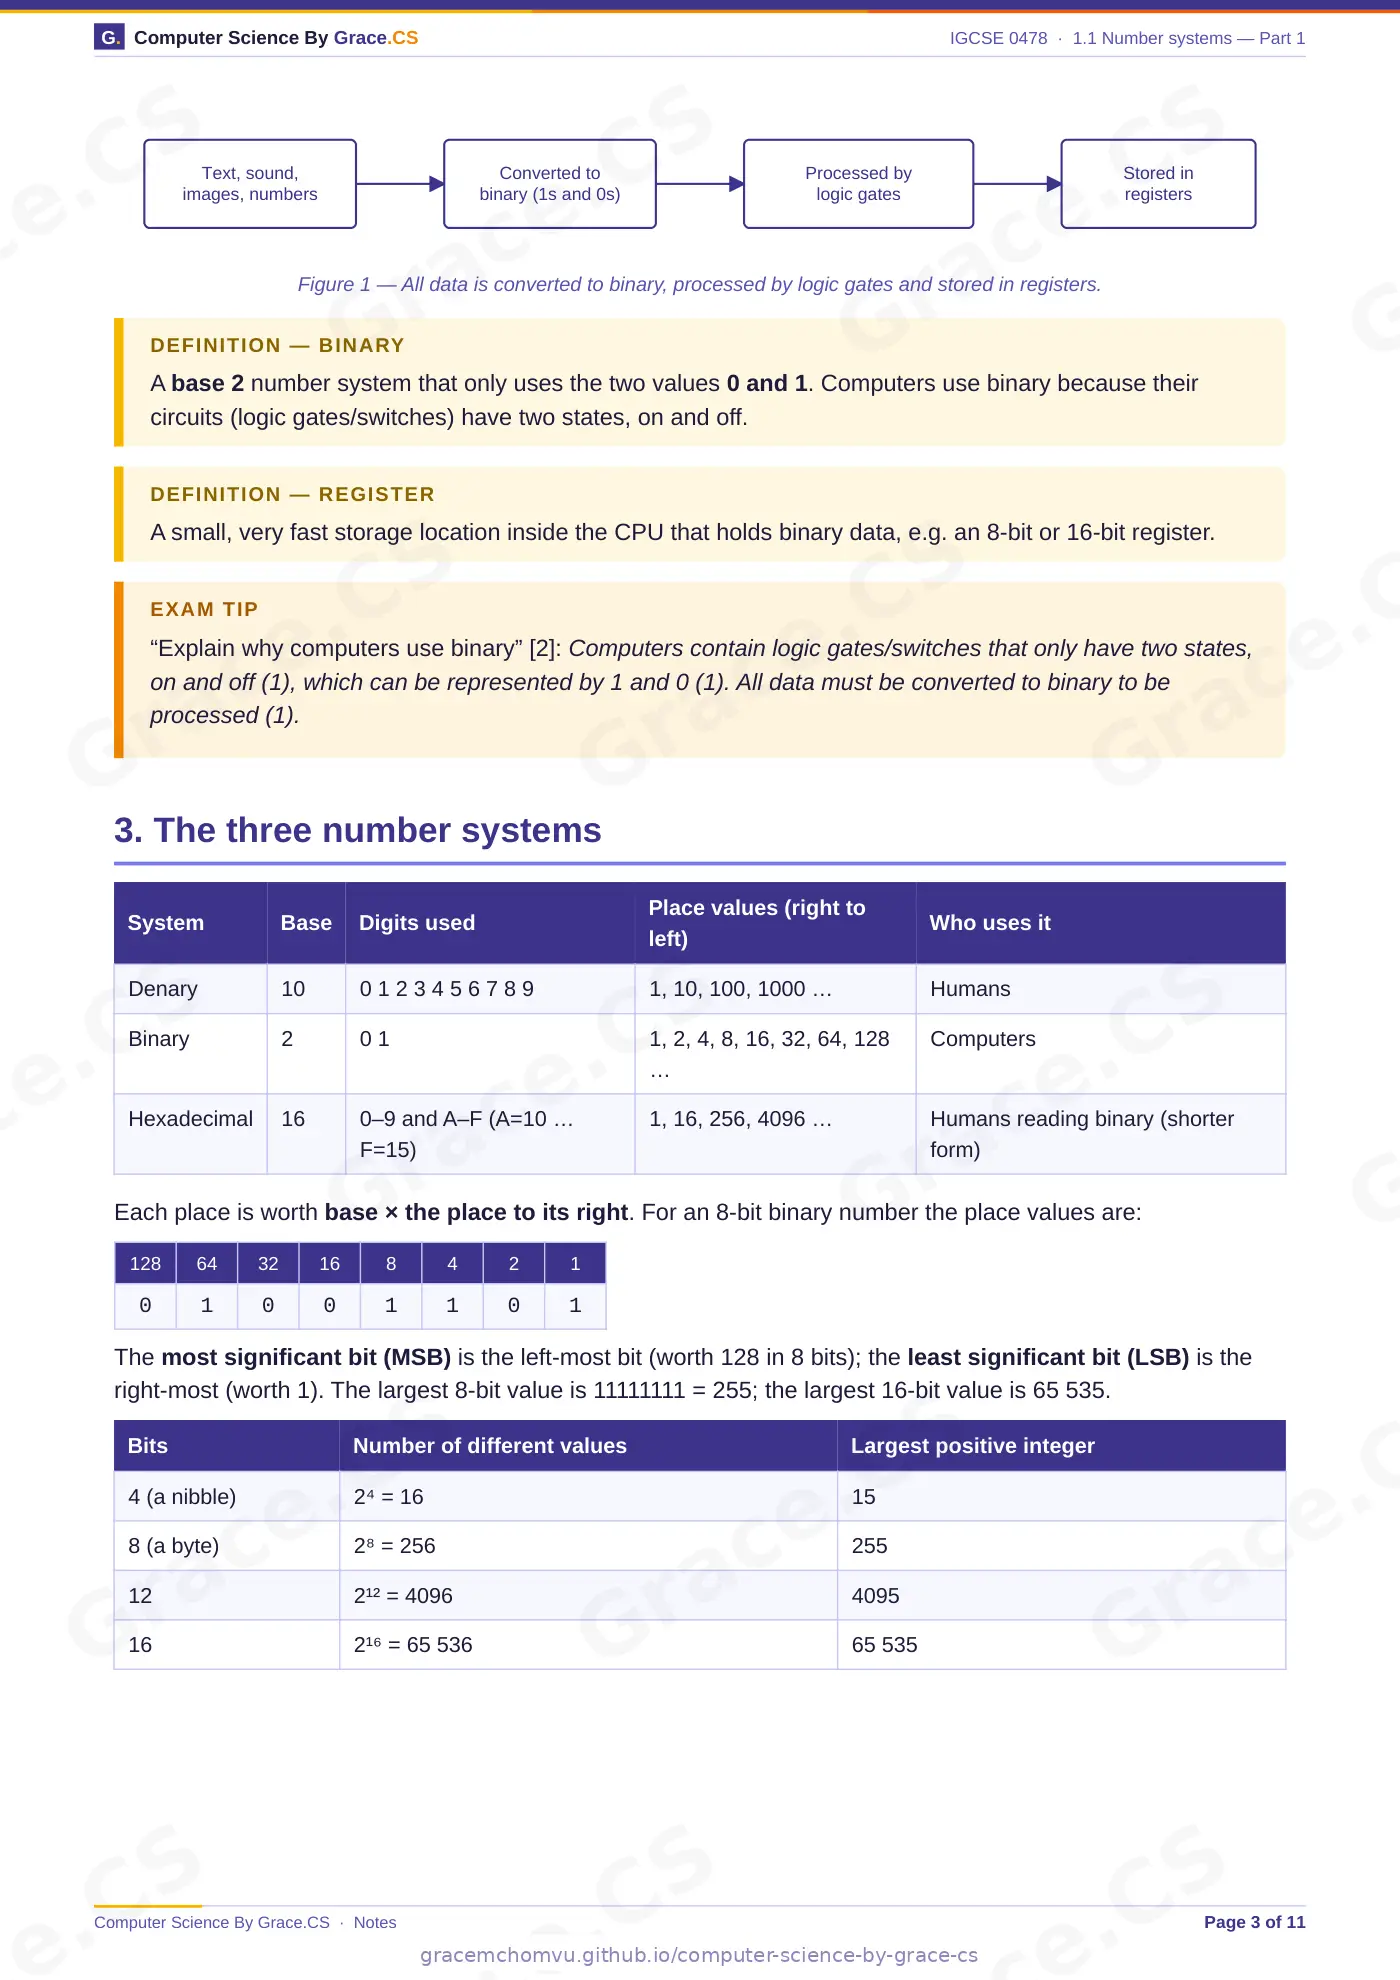 G. Computer Science By Grace.CS
IGCSE 0478 · 1.1 Number systems — Part 1
Text, sound,
images, numbers
Converted to
binary (1s and 0s)
Processed by
logic gates
Stored in
registers
Figure 1 — All data is converted to binary, processed by logic gates and stored in registers.
DEFINITION — BINARY
A base 2 number system that only uses the two values 0 and 1. Computers use binary because their
circuits (logic gates/switches) have two states, on and off.
DEFINITION — REGISTER
A small, very fast storage location inside the CPU that holds binary data, e.g. an 8-bit or 16-bit register.
EXAM TIP
“Explain why computers use binary” [2]: Computers contain logic gates/switches that only have two states,
on and off (1), which can be represented by 1 and 0 (1). All data must be converted to binary to be
processed (1).
3. The three number systems
System Base Digits used Place values (right to left) Who uses it
Denary 10 0 1 2 3 4 5 6 7 8 9 1, 10, 100, 1000 … Humans
Binary 2 0 1 1, 2, 4, 8, 16, 32, 64, 128 … Computers
Hexadecimal 16 0–9 and A–F (A=10 … F=15) 1, 16, 256, 4096 … Humans reading binary (shorter form)
Each place is worth base × the place to its right. For an 8-bit binary number the place values are:
128 64 32 16 8 4 2 1
0 1 0 0 1 1 0 1
The most significant bit (MSB) is the left-most bit (worth 128 in 8 bits); the least significant bit (LSB) is the
right-most (worth 1). The largest 8-bit value is 11111111 = 255; the largest 16-bit value is 65 535.
Bits Number of different values Largest positive integer
4 (a nibble) 2⁴ = 16 15
8 (a byte) 2⁸ = 256 255
12 2¹² = 4096 4095
16 2¹⁶ = 65 536 65 535
Computer Science By Grace.CS · Notes
Page 3 of 11
gracemchomvu.github.io/computer-science-by-grace-cs